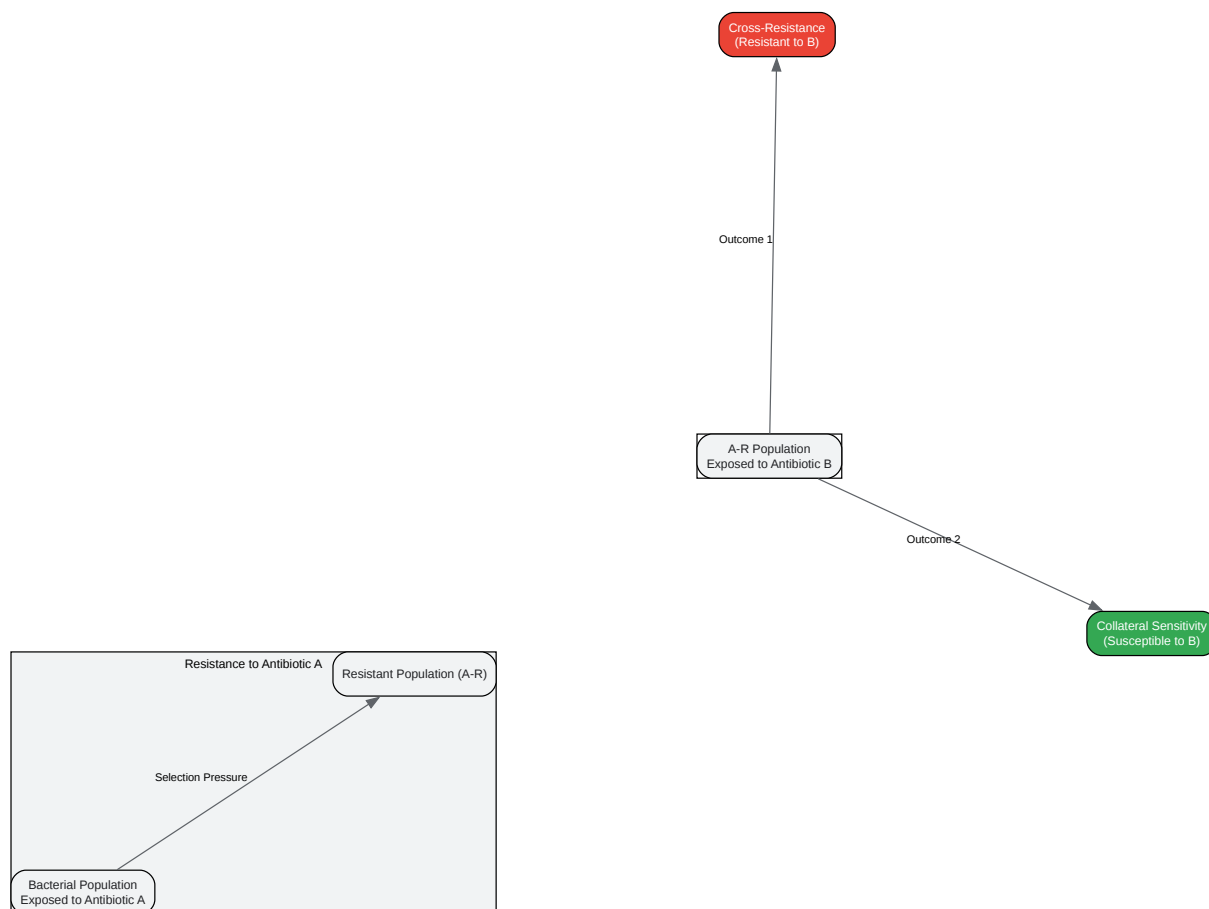 Cross-Resistance
(Resistant to B)
Outcome 1
A-R Population
Exposed to Antibiotic B
Outcome 2
Collateral Sensitivity
(Susceptible to B)
Resistance to Antibiotic A
Resistant Population (A-R)
Selection Pressure
Bacterial Population
Exposed to Antibiotic A